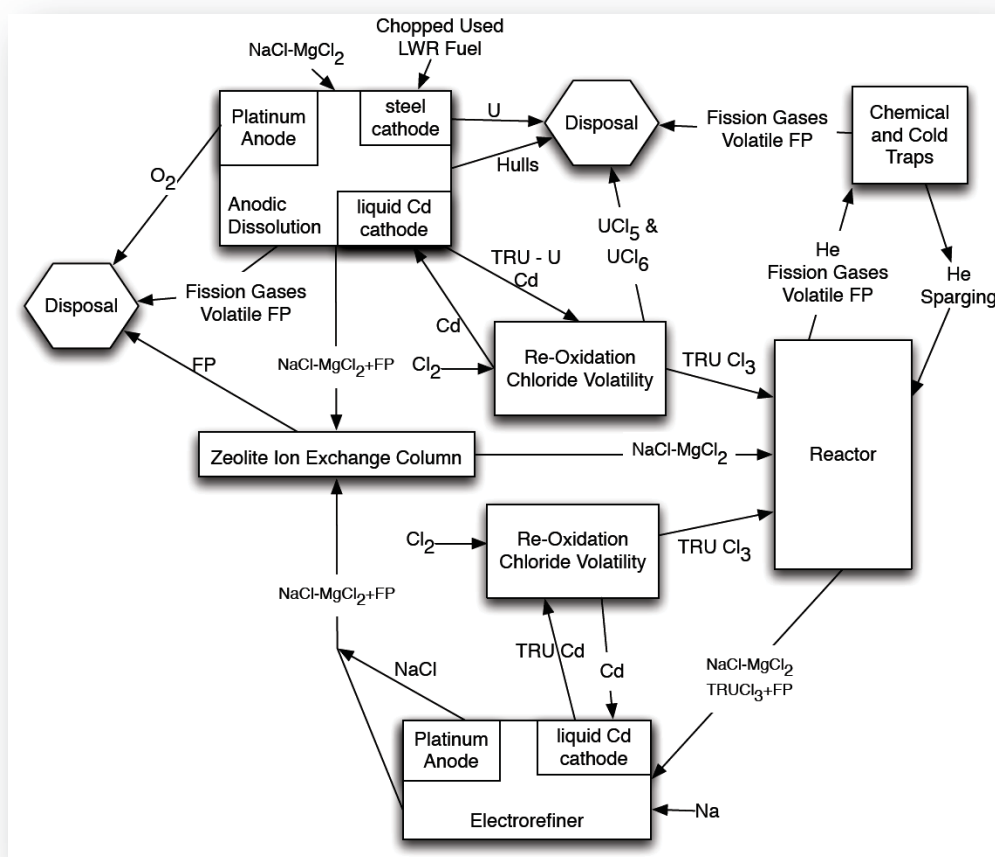 Chopped Used
LWR Fuel
NaCl-MgCl2
Platinum
Anode
steel
cathode
U
Disposal
Fission Gases
Volatile FP
Chemical
and Cold
Traps
Hulls
O2
Anodic
Dissolution
liquid Cd
cathode
UCl5 &
UCl6
TRU - U
Cd
He
Fission Gases
Volatile FP
He
Sparging
Disposal
Fission Gases
Volatile FP
Cd
NaCl-MgCl2+FP
Cl2
Re-Oxidation
Chloride Volatility
TRU Cl3
FP
Zeolite Ion Exchange Column
NaCl-MgCl2
Reactor
Cl2
Re-Oxidation
Chloride Volatility
TRU Cl3
NaCl-MgCl2+FP
TRU Cd
Cd
NaCl-MgCl2
TRUCl3+FP
NaCl
Platinum
Anode
liquid Cd
cathode
Electrorefiner
Na